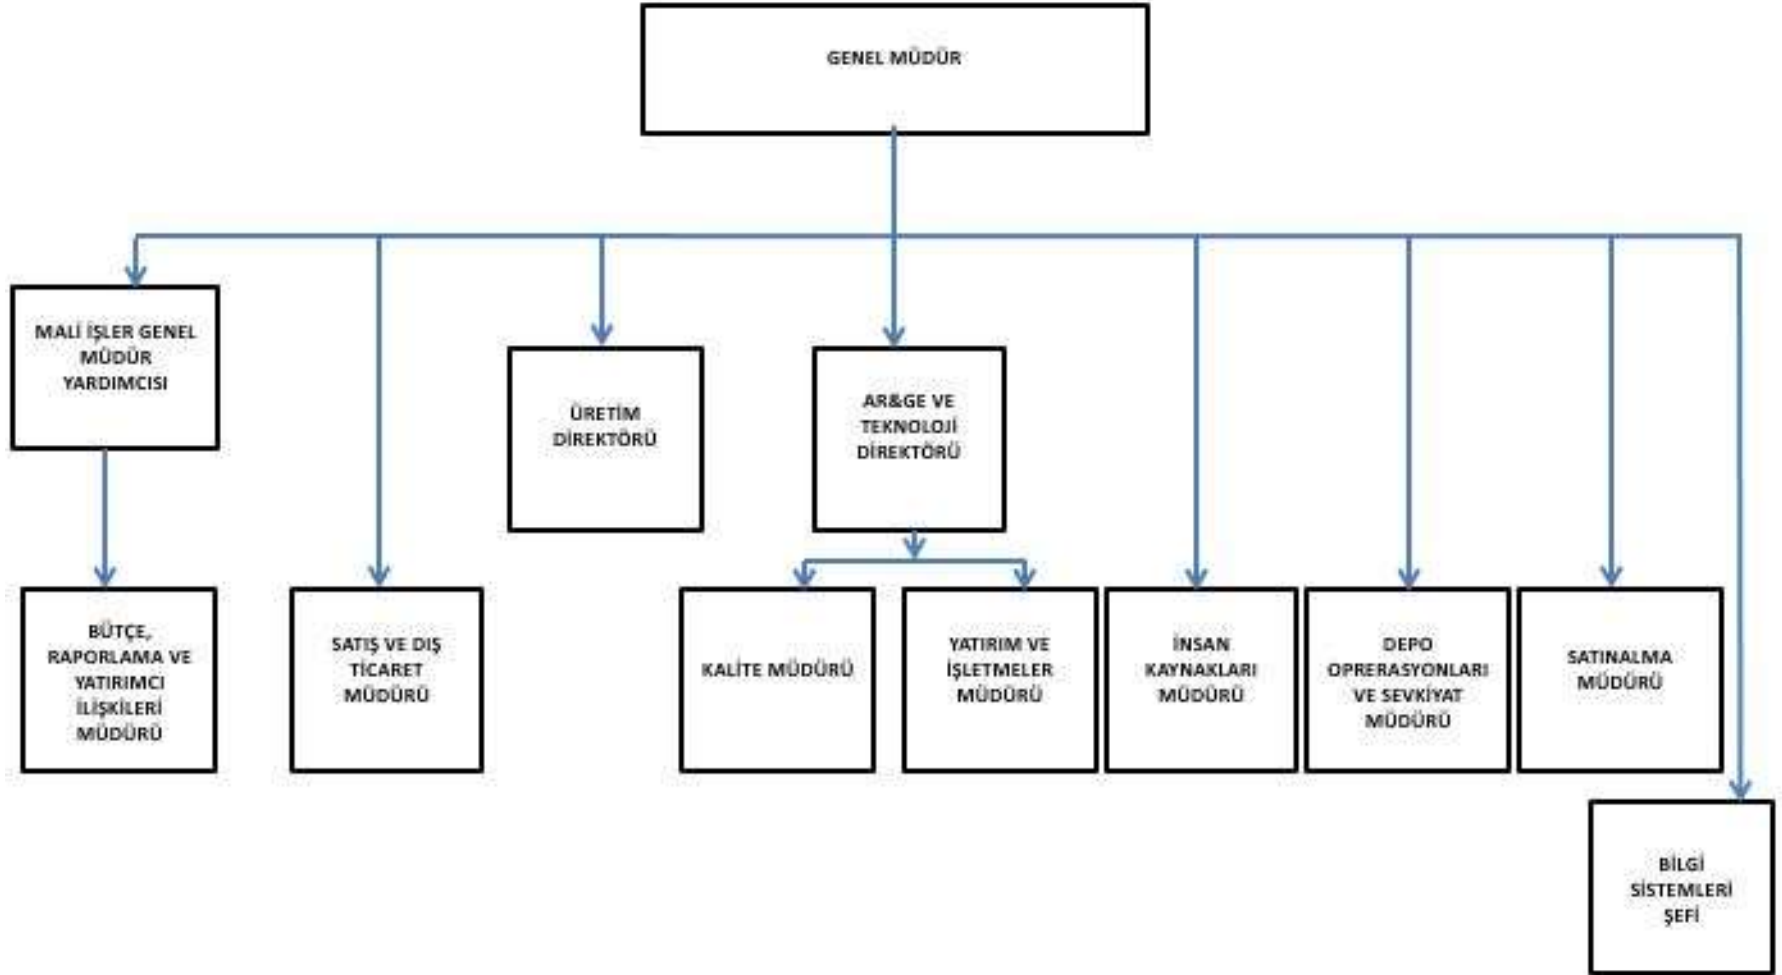 GENEL MÜDÜR
MALİ İŞLER GENEL
MÜDÜR
YARDIMCISI
ÜRETİM
DİREKTÖRÜ
AR&GE VE
TEKNOLOJİ
DİREKTÖRÜ
BÜTÇE,
RAPORLAMA VE
YATIRIMCI
İLİŞKİLERİ
MÜDÜRÜ
SATIŞ VE DIŞ
TİCARET
MÜDÜRÜ
KALİTE MÜDÜRÜ
YATIRIM VE
İŞLETMELER
MÜDÜRÜ
İNSAN
KAYNAKLARI
MÜDÜRÜ
DEPO
OPRERASYONLARI
VE SEVKİYAT
MÜDÜRÜ
SATINALMA
MÜDÜRÜ
BİLGİ
SİSTEMLERİ
ŞEFİ